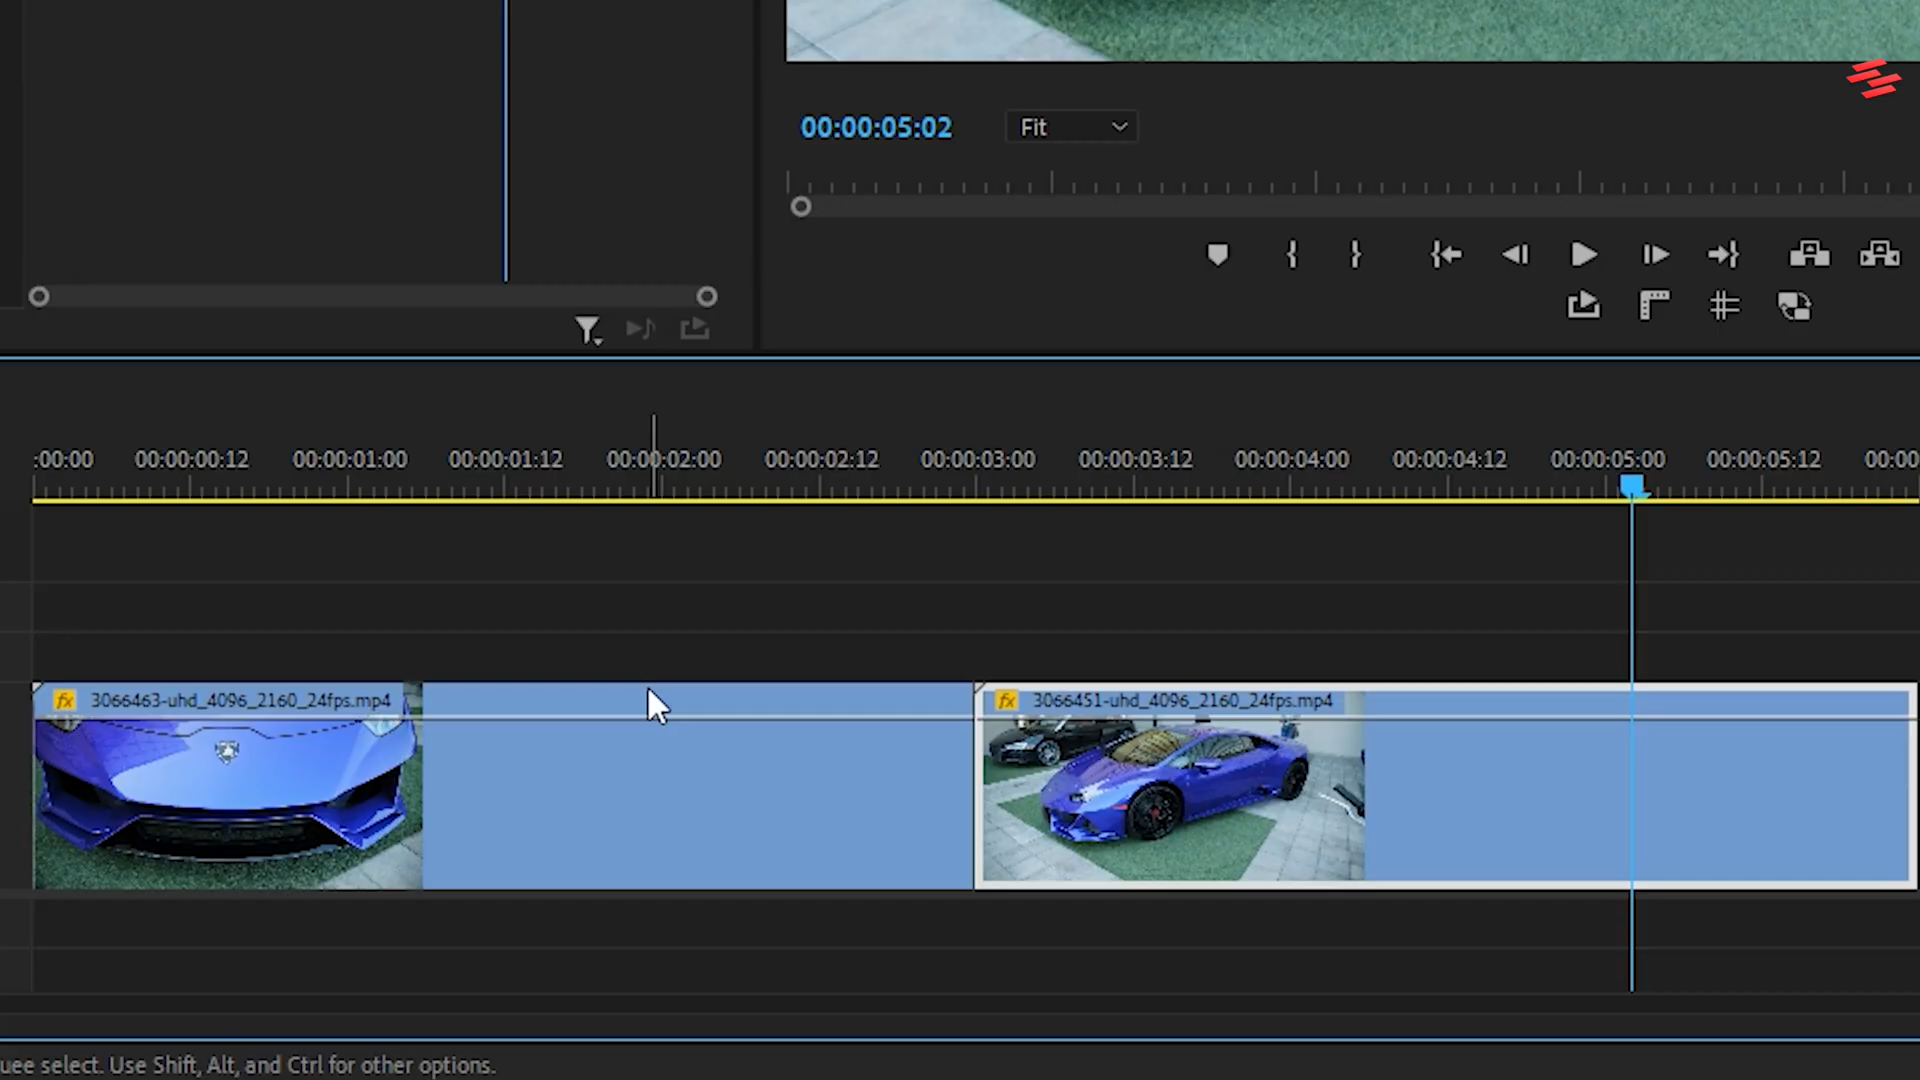 00:00:05:02 Fit
:00:00 00:00:00:12 00:00:01:00 00:00:01:12 00:00:02:00 00:00:02:12 00:00:03:00 00:00:03:12 00:00:04:00 00:00:04:12 00:00:05:00 00:00:05:12 00:00
fx 3066463-uhd_4096_2160_24fps.mp4 fx 3066451-uhd_4096_2160_24fps.mp4
uee select. Use Shift, Alt, and Ctrl for other options.